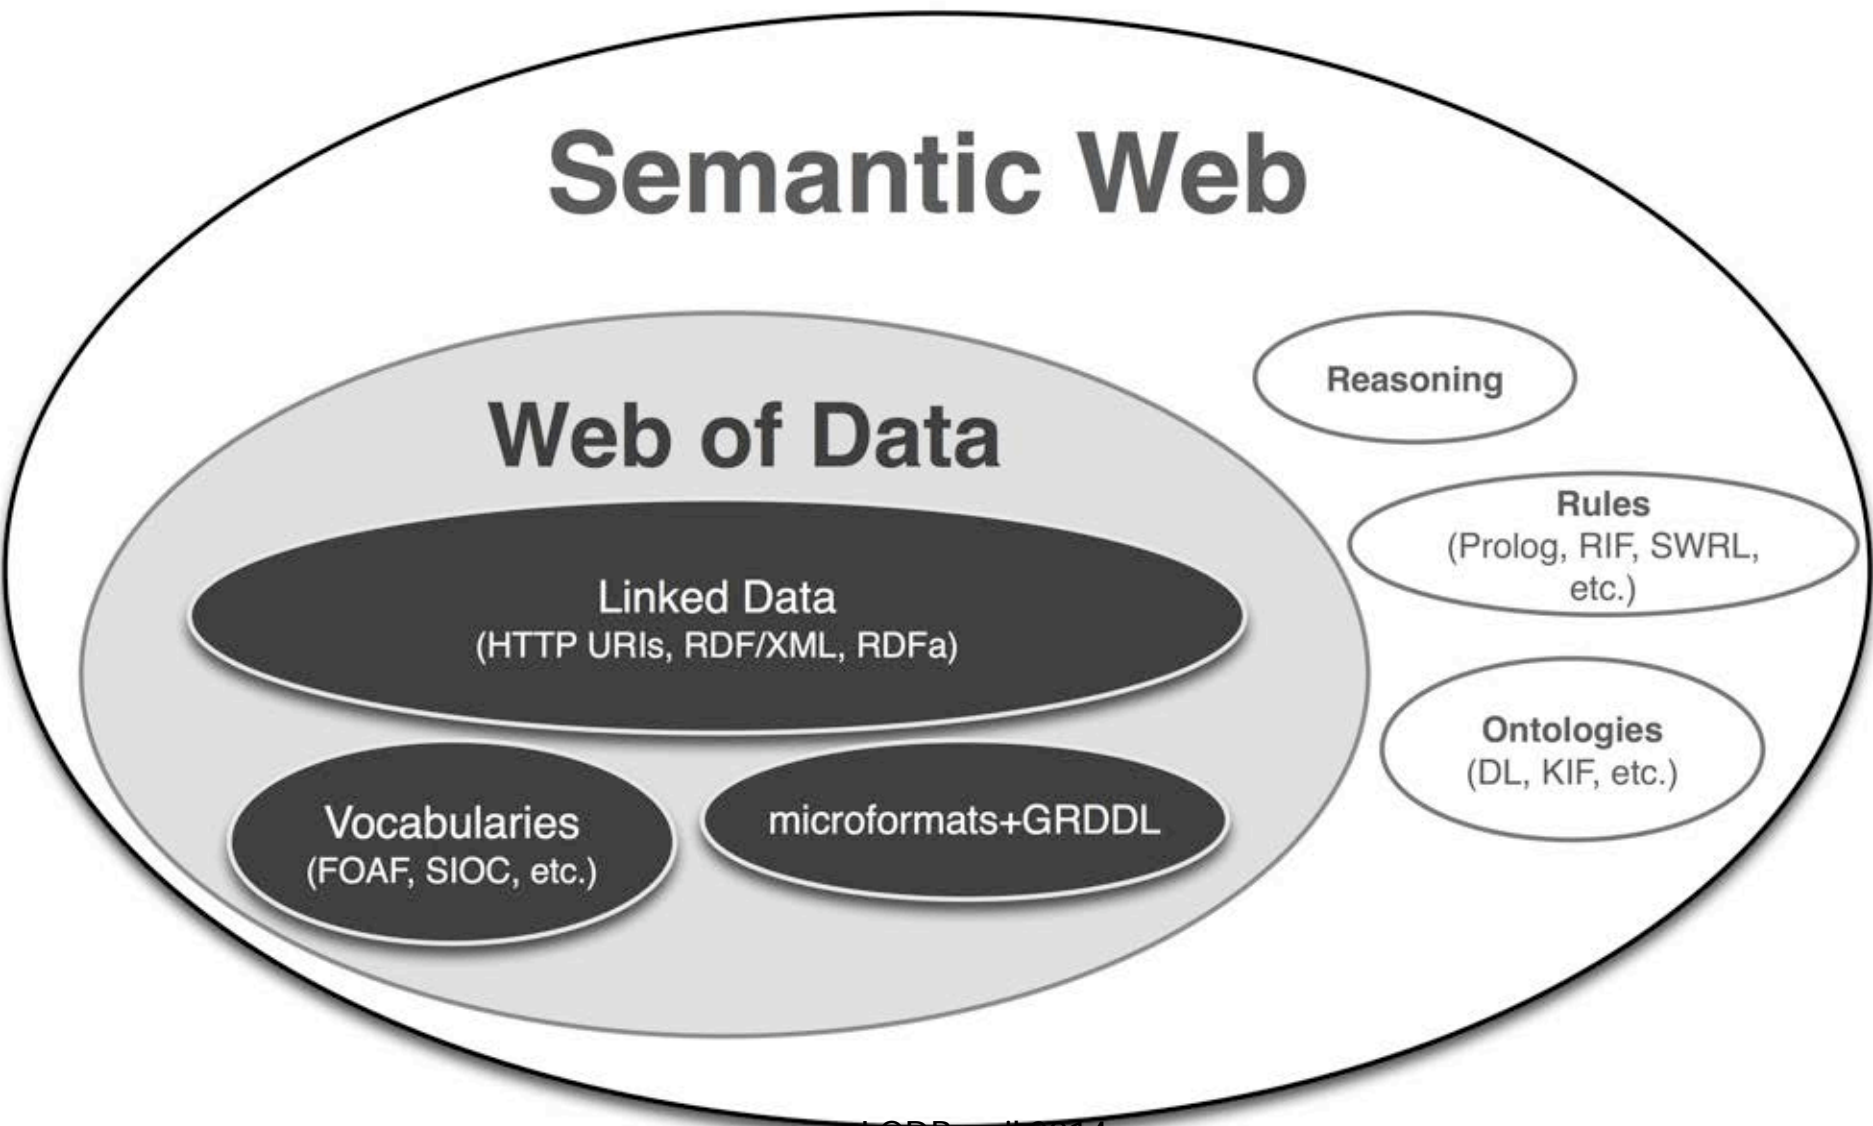 Semantic Web
Web of Data
Linked Data
(HTTP URIs, RDF/XML, RDFa)
Vocabularies
(FOAF, SIOC, etc.)
microformats+GRDDL
Reasoning
Rules
(Prolog, RIF, SWRL,
etc.)
Ontologies
(DL, KIF, etc.)